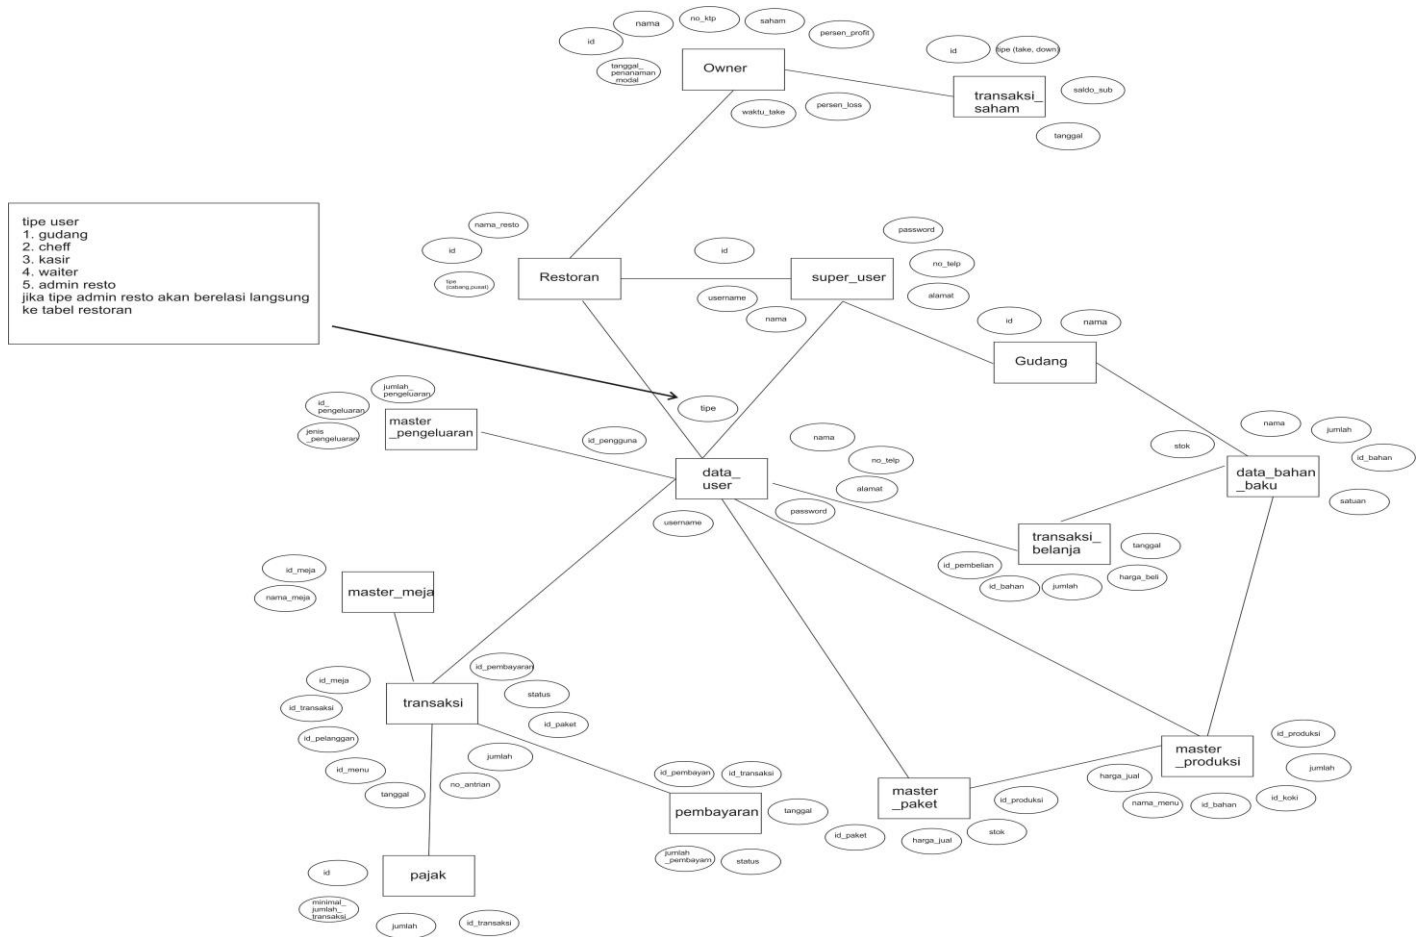 nama
no_ktp
saham
persen_profit
id
tanggal_
penanaman
_modal
Owner
waktu_take
persen_loss
id
tipe (take, down)
transaksi_
saham
saldo_sub
tanggal
tipe user
1. gudang
2. cheff
3. kasir
4. waiter
5. admin resto
jika tipe admin resto akan berelasi langsung
ke tabel restoran
nama_resto
id
tipe
(cabang,pusat)
Restoran
id
username
nama
super_user
password
no_telp
alamat
id
nama
Gudang
jumlah_
pengeluaran
id_
pengeluaran
jenis
_pengeluaran
master
_pengeluaran
tipe
id_pengguna
data_
user
username
nama
no_telp
alamat
password
stok
nama
jumlah
id_bahan
satuan
data_bahan
_baku
transaksi_
belanja
tanggal
harga_beli
jumlah
id_bahan
id_pembelian
id_meja
nama_meja
master_meja
id_meja
id_transaksi
id_pelanggan
id_menu
tanggal
transaksi
id_pembayaran
status
id_paket
jumlah
no_antrian
id_pembayan
id_transaksi
pembayaran
tanggal
jumlah
_pembayarn
status
master
_paket
id_paket
harga_jual
stok
id_produksi
master
_produksi
id_produksi
jumlah
id_koki
id_bahan
nama_menu
harga_jual
pajak
id
minimal_
jumlah_
transaksi
jumlah
id_transaksi